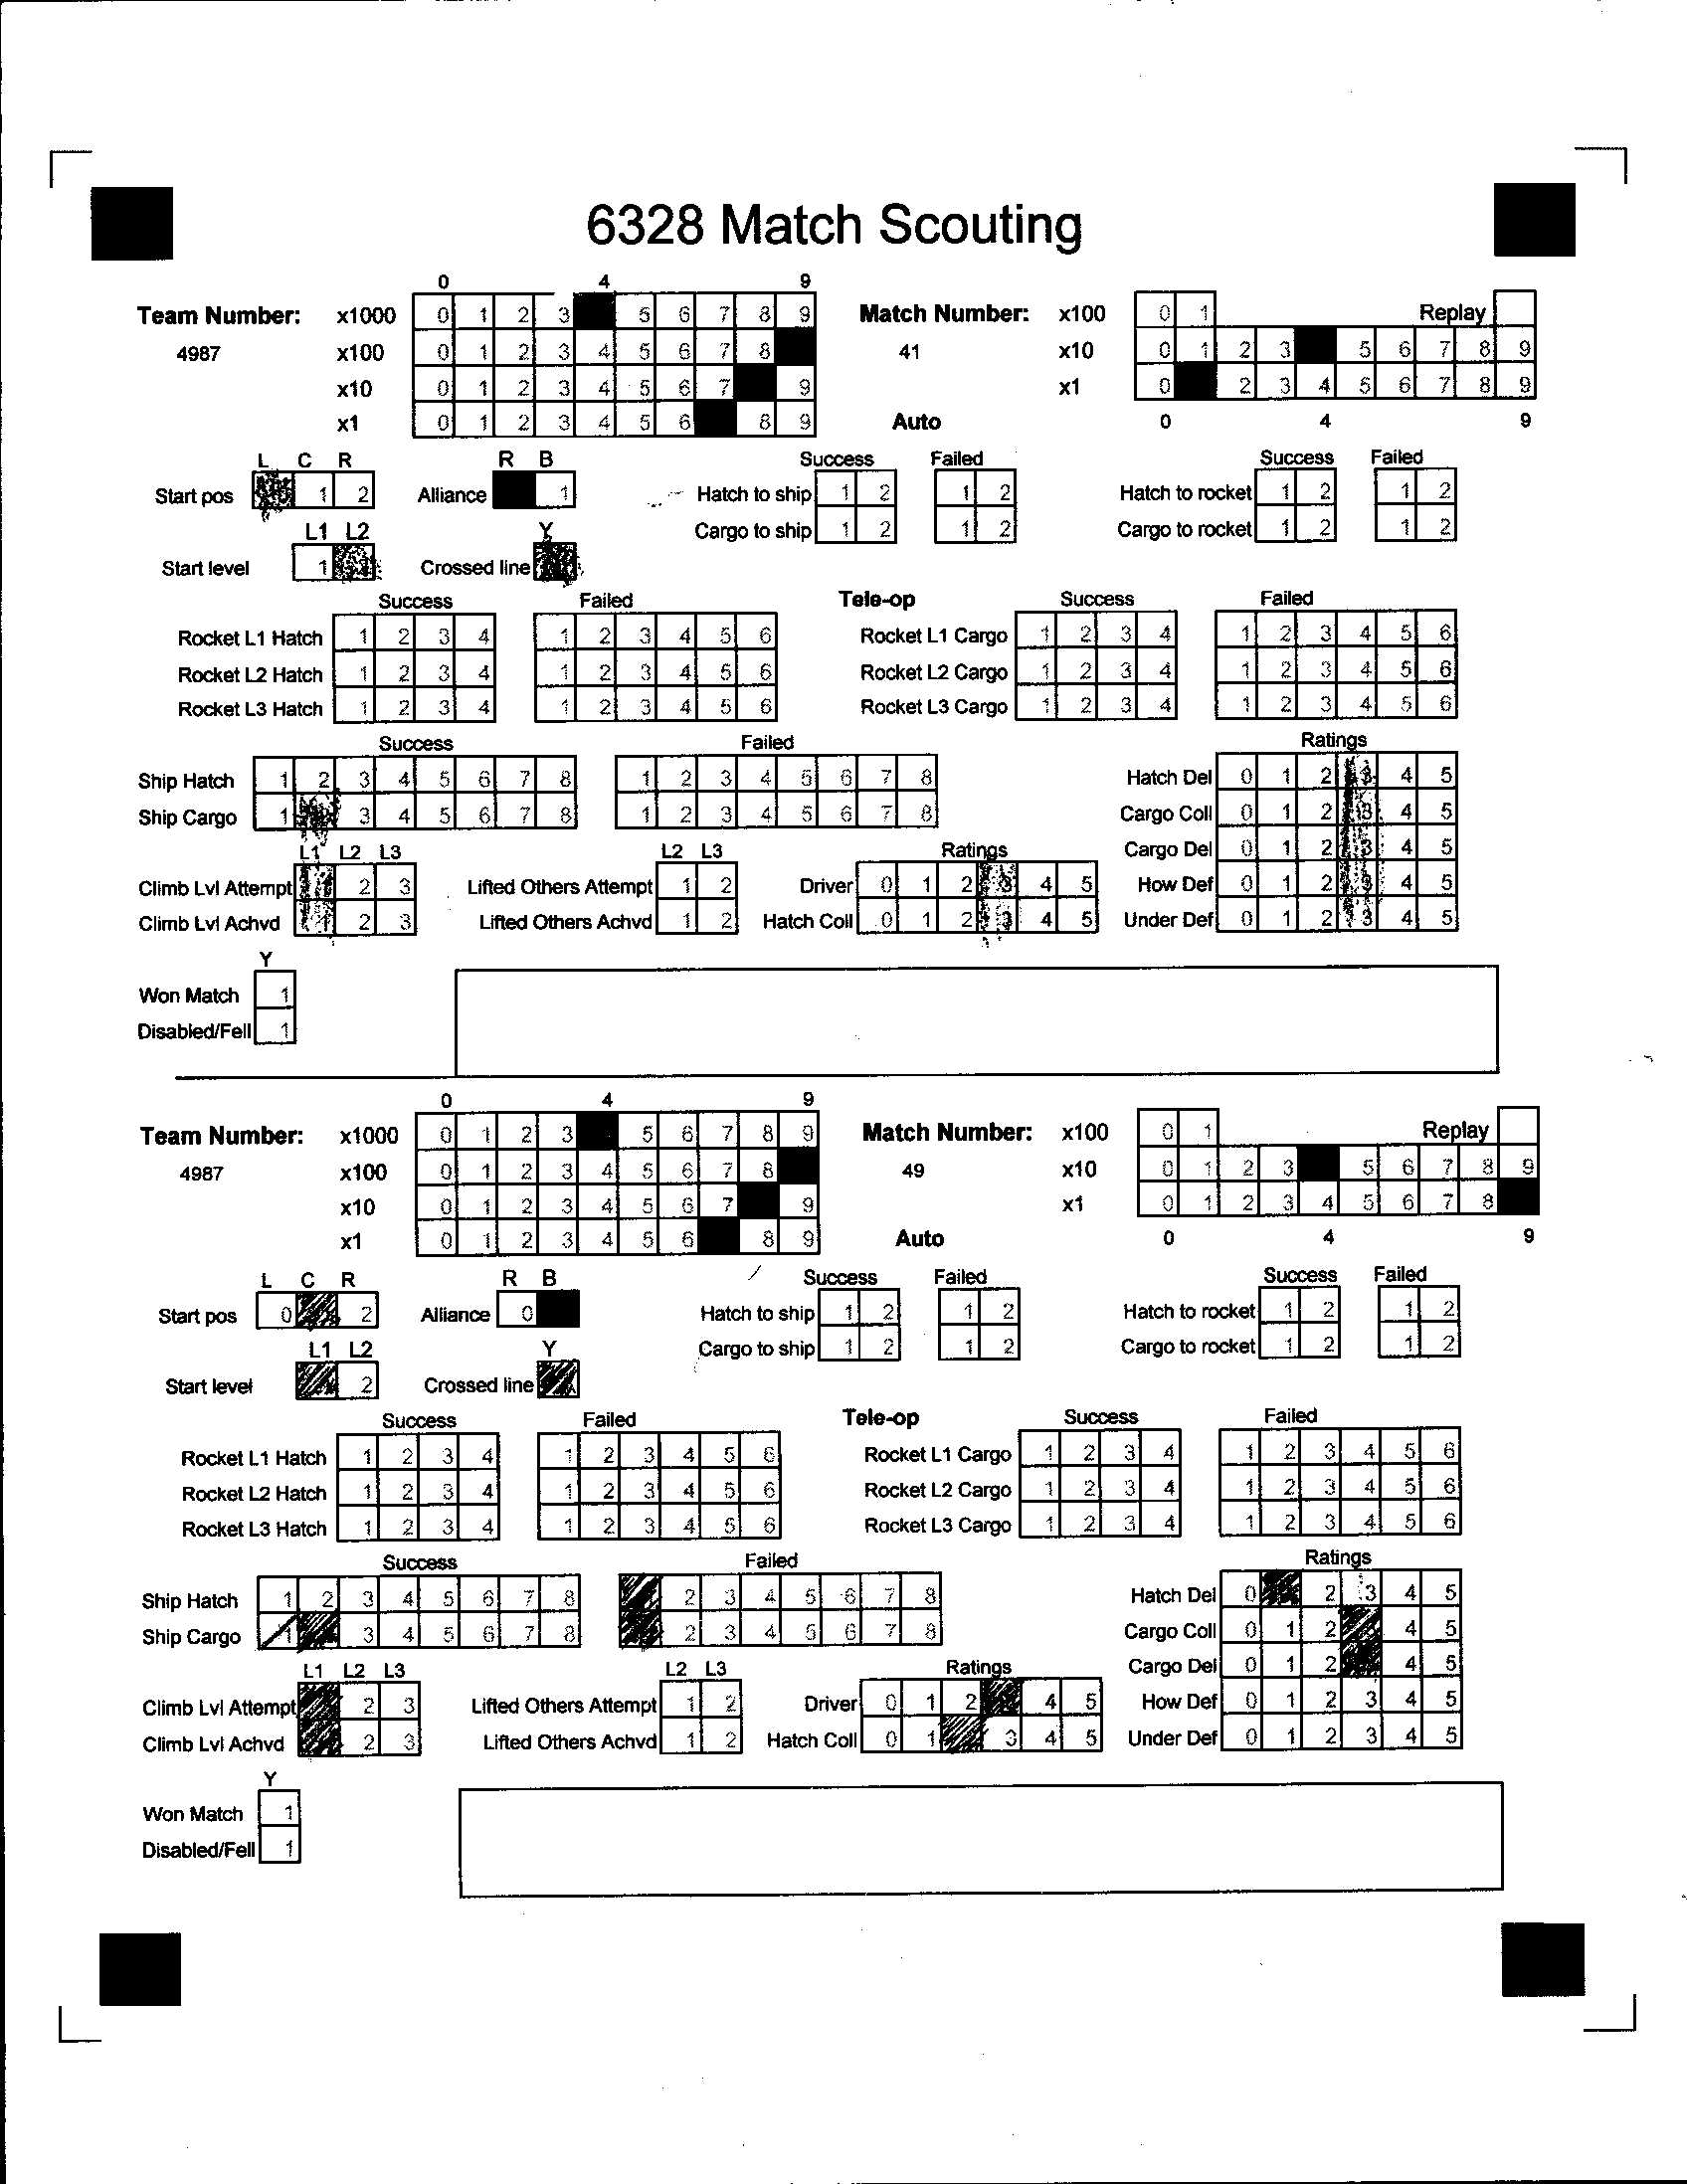 6328 Match Scouting
0 4 9
Team Number: x1000 0 1 2 3 5 6 7 8 9 Match Number: x100 0 1 Replay
4987 x100 0 1 2 3 4 5 6 7 8 41 x10 0 1 2 3 5 6 7 8 9
x10 0 1 2 3 4 5 6 7 9 x1 0 2 3 4 5 6 7 8 9
x1 0 1 2 3 4 5 6 8 9 Auto 0 4 9
L C R R B Success Failed Success Failed
Start pos 1 2 Alliance 1 Hatch to ship 1 2 1 2 Hatch to rocket 1 2 1 2
L1 L2 Y Cargo to ship 1 2 1 2 Cargo to rocket 1 2 1 2
Start level 1 Crossed line
Success Failed Tele-op Success Failed
Rocket L1 Hatch 1 2 3 4 1 2 3 4 5 6 Rocket L1 Cargo 1 2 3 4 1 2 3 4 5 6
Rocket L2 Hatch 1 2 3 4 1 2 3 4 5 6 Rocket L2 Cargo 1 2 3 4 1 2 3 4 5 6
Rocket L3 Hatch 1 2 3 4 1 2 3 4 5 6 Rocket L3 Cargo 1 2 3 4 1 2 3 4 5 6
Success Failed Ratings
Ship Hatch 1 2 3 4 5 6 7 8 1 2 3 4 5 6 7 8 Hatch Del 0 1 2 3 4 5
Ship Cargo 1 3 4 5 6 7 8 1 2 3 4 5 6 7 8 Cargo Coll 0 1 2 3 4 5
L1 L2 L3 L2 L3 Ratings Cargo Del 0 1 2 3 4 5
Climb Lvl Attempt 1 2 3 Lifted Others Attempt 1 2 Driver 0 1 2 3 4 5 How Def 0 1 2 3 4 5
Climb Lvl Achvd 1 2 3 Lifted Others Achvd 1 2 Hatch Coll 0 1 2 3 4 5 Under Def 0 1 2 3 4 5
Y
Won Match 1
Disabled/Fell 1
0 4 9
Team Number: x1000 0 1 2 3 5 6 7 8 9 Match Number: x100 0 1 Replay
4987 x100 0 1 2 3 4 5 6 7 8 49 x10 0 1 2 3 5 6 7 8 9
x10 0 1 2 3 4 5 6 7 9 x1 0 1 2 3 4 5 6 7 8
x1 0 1 2 3 4 5 6 8 9 Auto 0 4 9
L C R R B Success Failed Success Failed
Start pos 0 2 Alliance 0 Hatch to ship 1 2 1 2 Hatch to rocket 1 2 1 2
L1 L2 Y Cargo to ship 1 2 1 2 Cargo to rocket 1 2 1 2
Start level 2 Crossed line
Success Failed Tele-op Success Failed
Rocket L1 Hatch 1 2 3 4 1 2 3 4 5 6 Rocket L1 Cargo 1 2 3 4 1 2 3 4 5 6
Rocket L2 Hatch 1 2 3 4 1 2 3 4 5 6 Rocket L2 Cargo 1 2 3 4 1 2 3 4 5 6
Rocket L3 Hatch 1 2 3 4 1 2 3 4 5 6 Rocket L3 Cargo 1 2 3 4 1 2 3 4 5 6
Success Failed Ratings
Ship Hatch 1 2 3 4 5 6 7 8 2 3 4 5 6 7 8 Hatch Del 0 2 3 4 5
Ship Cargo 1 3 4 5 6 7 8 2 3 4 5 6 7 8 Cargo Coll 0 1 2 4 5
L1 L2 L3 L2 L3 Ratings Cargo Del 0 1 2 4 5
Climb Lvl Attempt 2 3 Lifted Others Attempt 1 2 Driver 0 1 2 4 5 How Def 0 1 2 3 4 5
Climb Lvl Achvd 2 3 Lifted Others Achvd 1 2 Hatch Coll 0 1 3 4 5 Under Def 0 1 2 3 4 5
Y
Won Match 1
Disabled/Fell 1